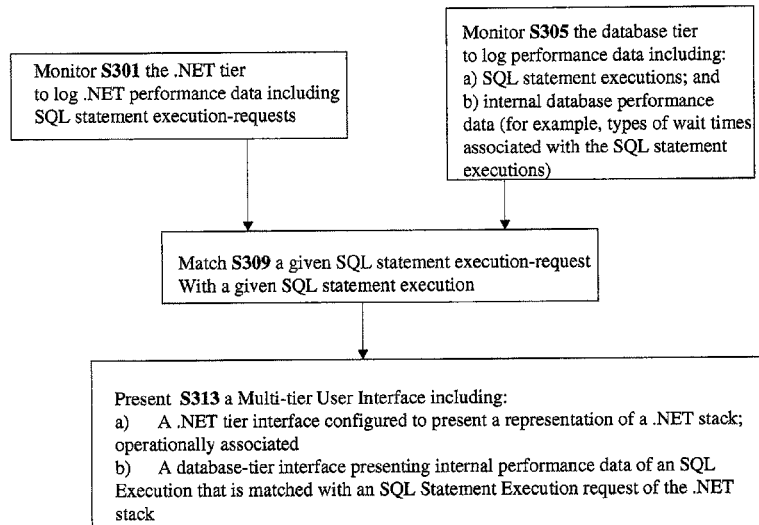 Monitor S301 the .NET tier
to log .NET performance data including
SQL statement execution-requests
Monitor S305 the database tier
to log performance data including:
a) SQL statement executions; and
b) internal database performance
data (for example, types of wait times
associated with the SQL statement
executions)
Match S309 a given SQL statement execution-request
With a given SQL statement execution
Present S313 a Multi-tier User Interface including:
a) A .NET tier interface configured to present a representation of a .NET stack;
operationally associated
b) A database-tier interface presenting internal performance data of an SQL
Execution that is matched with an SQL Statement Execution request of the .NET
stack